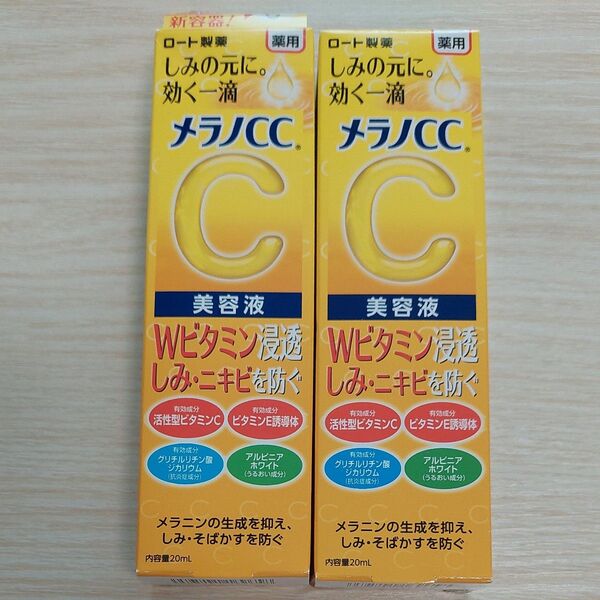 新容器!
ロート製薬
薬用
しみの元に。
効く一滴
メラノCC®
C
美容液
Wビタミン浸透
しみ・ニキビを防ぐ
有効成分
活性型ビタミンC
有効成分
ビタミンE誘導体
有効成分
グリチルリチン酸
ジカリウム
(抗炎症成分)
アルピニア
ホワイト
(うるおい成分)
メラニンの生成を抑え、
しみ・そばかすを防ぐ
内容量20mL
ロート製薬
薬用
しみの元に。
効く一滴
メラノCC®
C
美容液
Wビタミン浸透
しみ・ニキビを防ぐ
有効成分
活性型ビタミンC
有効成分
ビタミンE誘導体
有効成分
グリチルリチン酸
ジカリウム
(抗炎症成分)
アルピニア
ホワイト
(うるおい成分)
メラニンの生成を抑え、
しみ・そばかすを防ぐ
内容量20mL